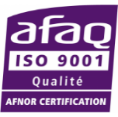 afaq
ISO 9001
Qualité
AFNOR CERTIFICATION